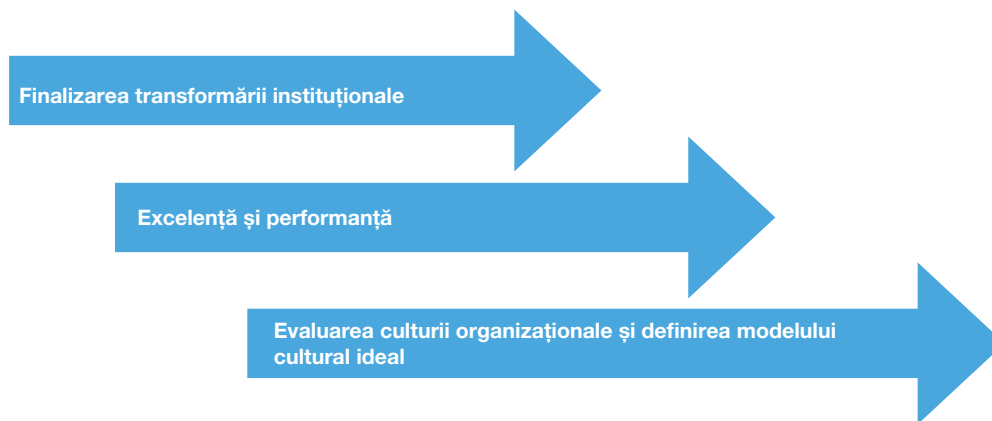 Finalizarea transformării instituționale
Excelență și performanță
Evaluarea culturii organizaționale și definirea modelului
cultural ideal